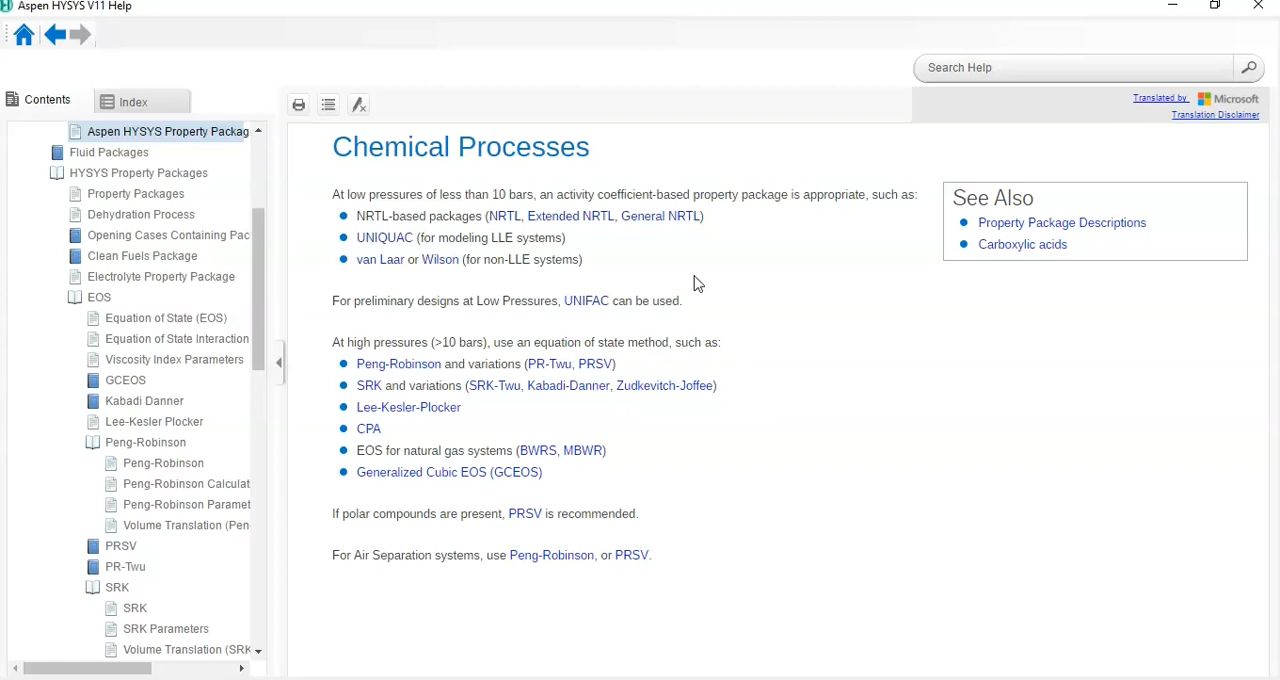 Aspen HYSYS V11 Help
Search Help
Contents
Index
Translated by
Microsoft
Translation Disclaimer
Aspen HYSYS Property Packag
Fluid Packages
HYSYS Property Packages
Property Packages
Dehydration Process
Opening Cases Containing Pac
Clean Fuels Package
Electrolyte Property Package
EOS
Equation of State (EOS)
Equation of State Interaction
Viscosity Index Parameters
GCEOS
Kabadi Danner
Lee-Kesler Plocker
Peng-Robinson
Peng-Robinson
Peng-Robinson Calculat
Peng-Robinson Paramet
Volume Translation (Pen
PRSV
PR-Twu
SRK
SRK
SRK Parameters
Volume Translation (SRK
Chemical Processes
At low pressures of less than 10 bars, an activity coefficient-based property package is appropriate, such as:
NRTL-based packages (NRTL, Extended NRTL, General NRTL)
UNIQUAC (for modeling LLE systems)
van Laar or Wilson (for non-LLE systems)
For preliminary designs at Low Pressures, UNIFAC can be used.
At high pressures (>10 bars), use an equation of state method, such as:
Peng-Robinson and variations (PR-Twu, PRSV)
SRK and variations (SRK-Twu, Kabadi-Danner, Zudkevitch-Joffee)
Lee-Kesler-Plocker
CPA
EOS for natural gas systems (BWRS, MBWR)
Generalized Cubic EOS (GCEOS)
If polar compounds are present, PRSV is recommended.
For Air Separation systems, use Peng-Robinson, or PRSV.
See Also
Property Package Descriptions
Carboxylic acids